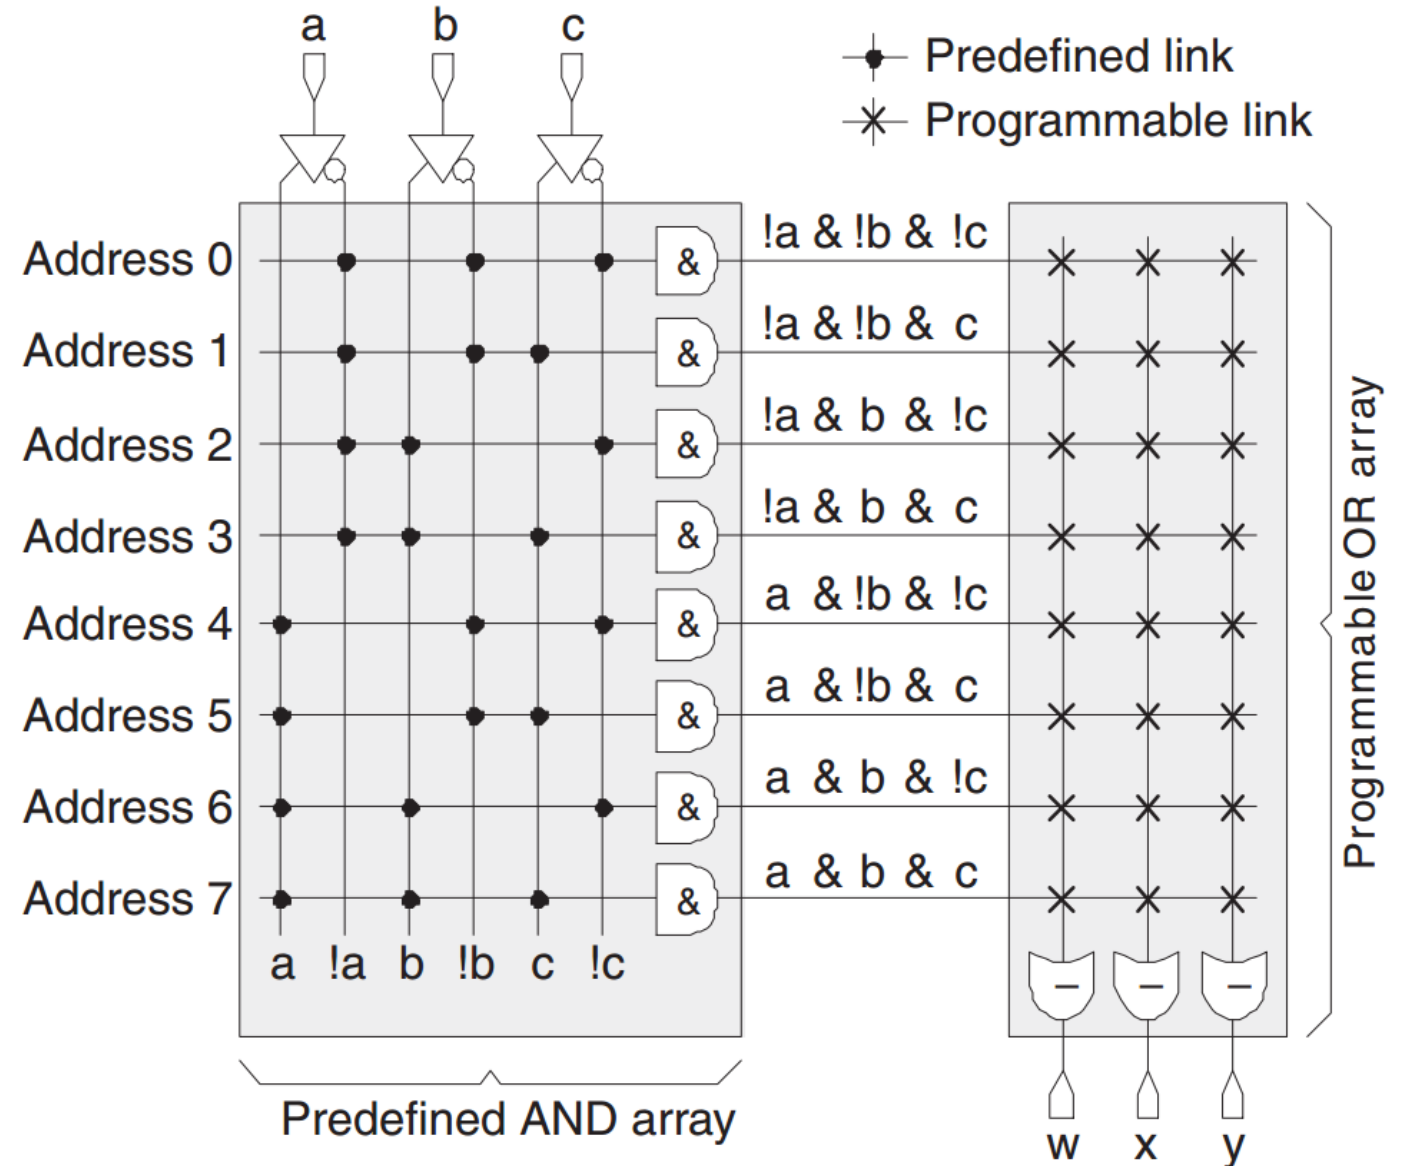 a b c
Predefined link
Programmable link
Address 0 & !a & !b & !c
Address 1 & !a & !b & c
Address 2 & !a & b & !c
Address 3 & !a & b & c
Address 4 & a & !b & !c
Address 5 & a & !b & c
Address 6 & a & b & !c
Address 7 & a & b & c
a !a b !b c !c
Predefined AND array
Programmable OR array
| | |
w x y